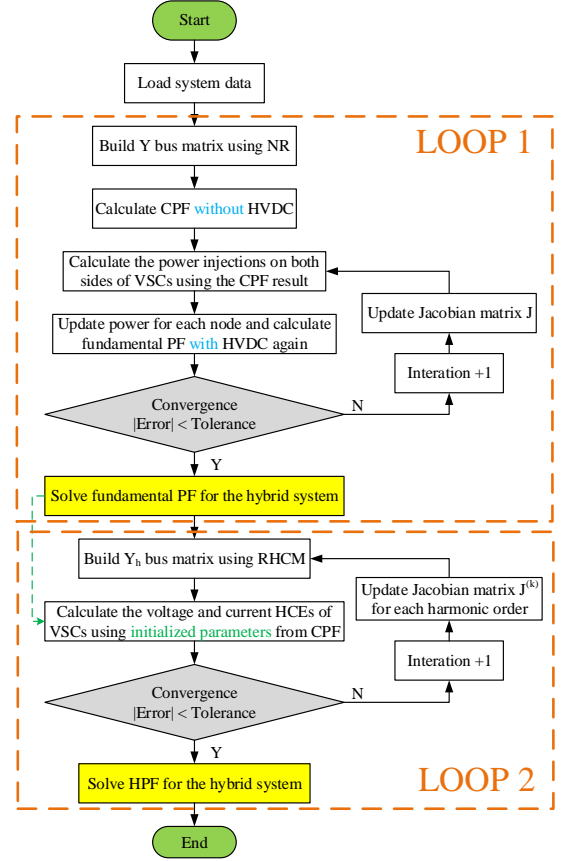 Start
Load system data
LOOP 1
Build Y bus matrix using NR
Calculate CPF without HVDC
Calculate the power injections on both
sides of VSCs using the CPF result
Update Jacobian matrix J
Update power for each node and calculate
fundamental PF with HVDC again
Interation +1
Convergence
|Error| < Tolerance
N
Y
Solve fundamental PF for the hybrid system
Build Yₕ bus matrix using RHCM
Update Jacobian matrix J⁽ᵏ⁾
for each harmonic order
Calculate the voltage and current HCEs of
VSCs using initialized parameters from CPF
Interation +1
Convergence
|Error| < Tolerance
N
Y
Solve HPF for the hybrid system
LOOP 2
End